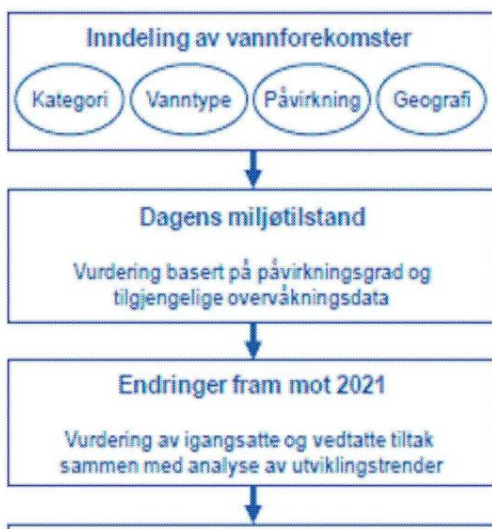 Inndeling av vannforekomster
Kategori Vanntype Påvirkning Geografi
Dagens miljøtilstand
Vurdering basert på påvirkningsgrad og
tilgjengelige overvåkningsdata
Endringer fram mot 2021
Vurdering av igangsatte og vedtatte tiltak
sammen med analyse av utviklingstrender